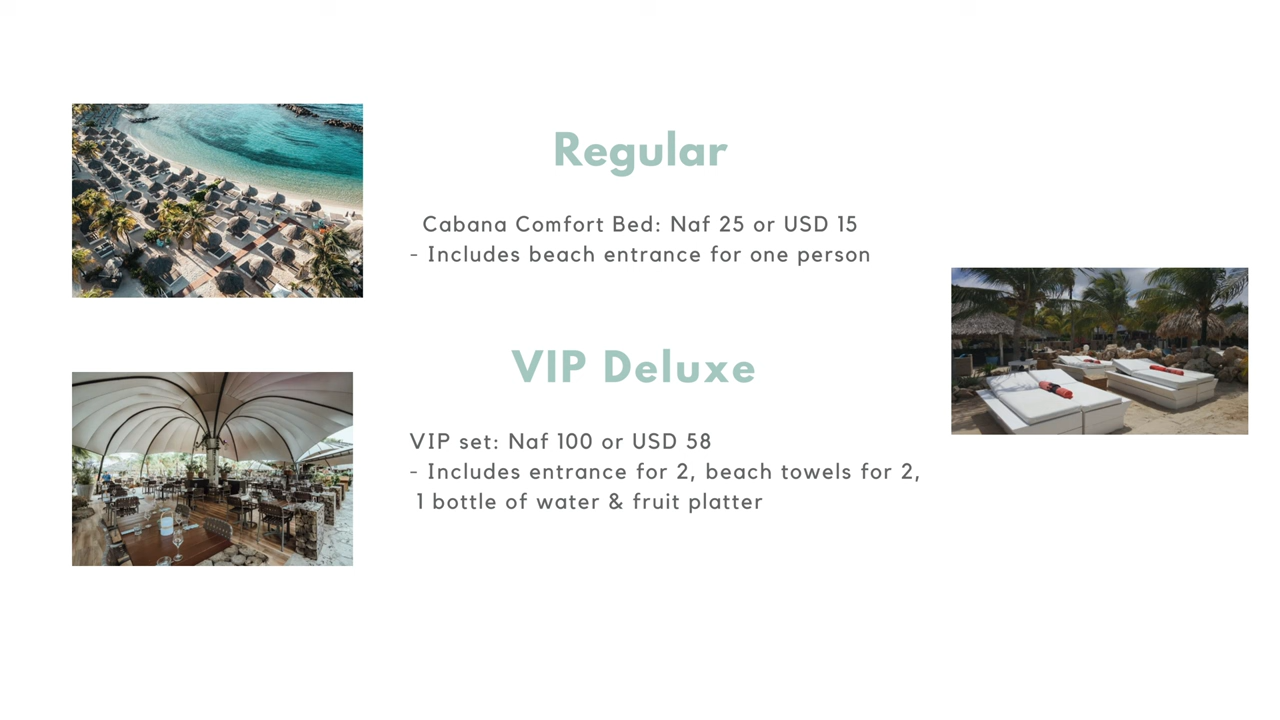 Regular
Cabana Comfort Bed: Naf 25 or USD 15
- Includes beach entrance for one person
VIP Deluxe
VIP set: Naf 100 or USD 58
- Includes entrance for 2, beach towels for 2,
1 bottle of water & fruit platter